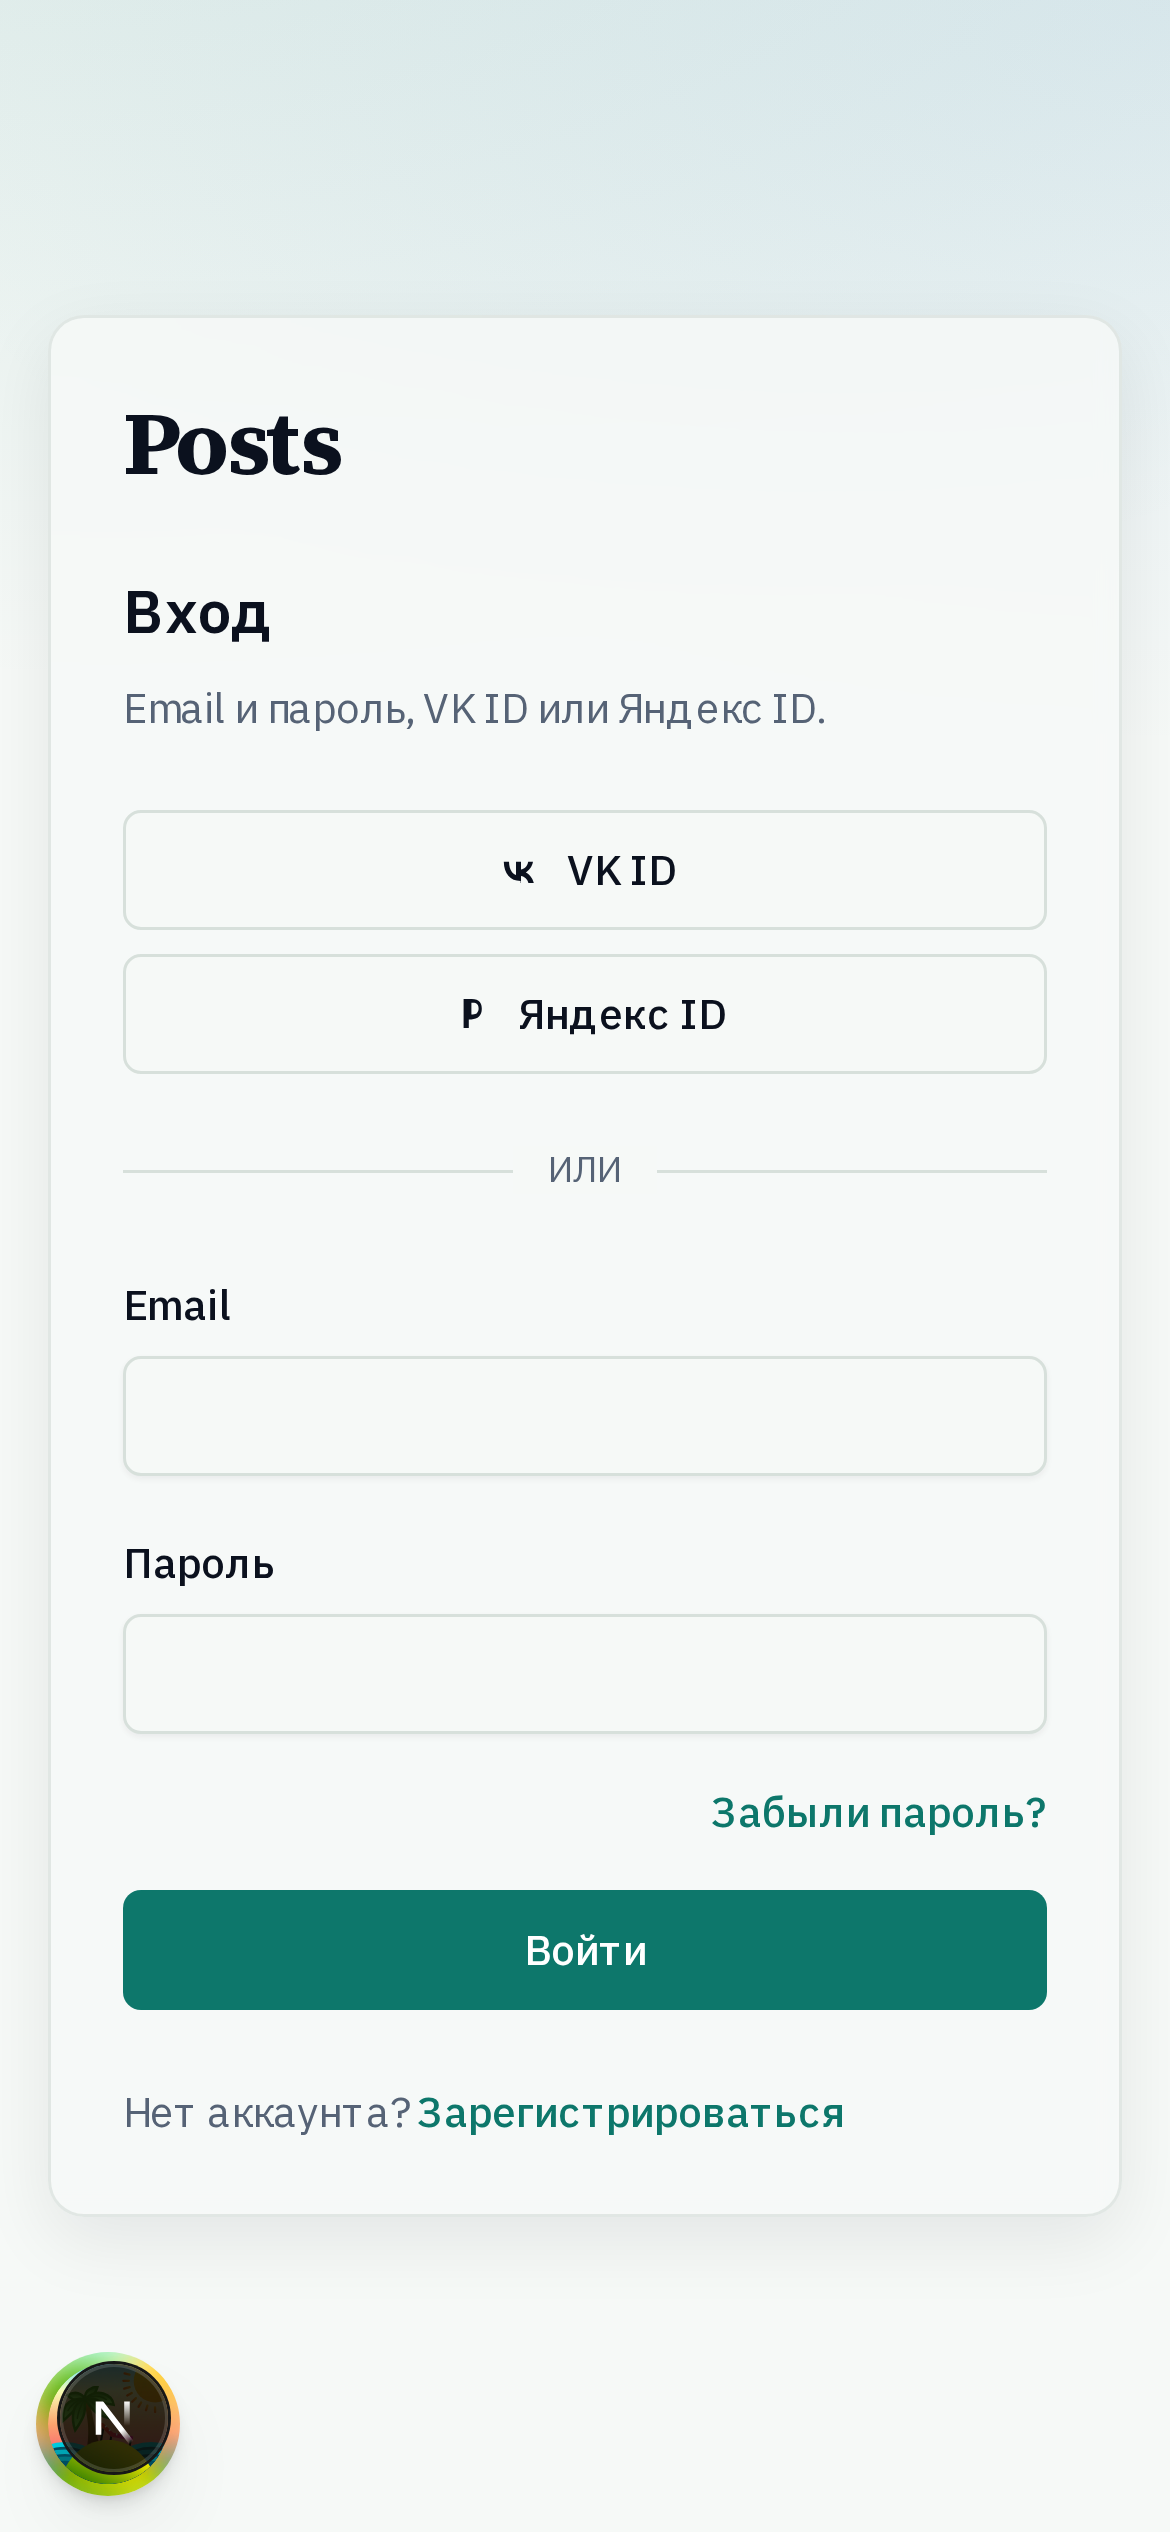 Posts
Вход
Email и пароль, VK ID или Яндекс ID.
VK ID
Яндекс ID
или
Email
Пароль
Забыли пароль?
Войти
Нет аккаунта? Зарегистрироваться
N